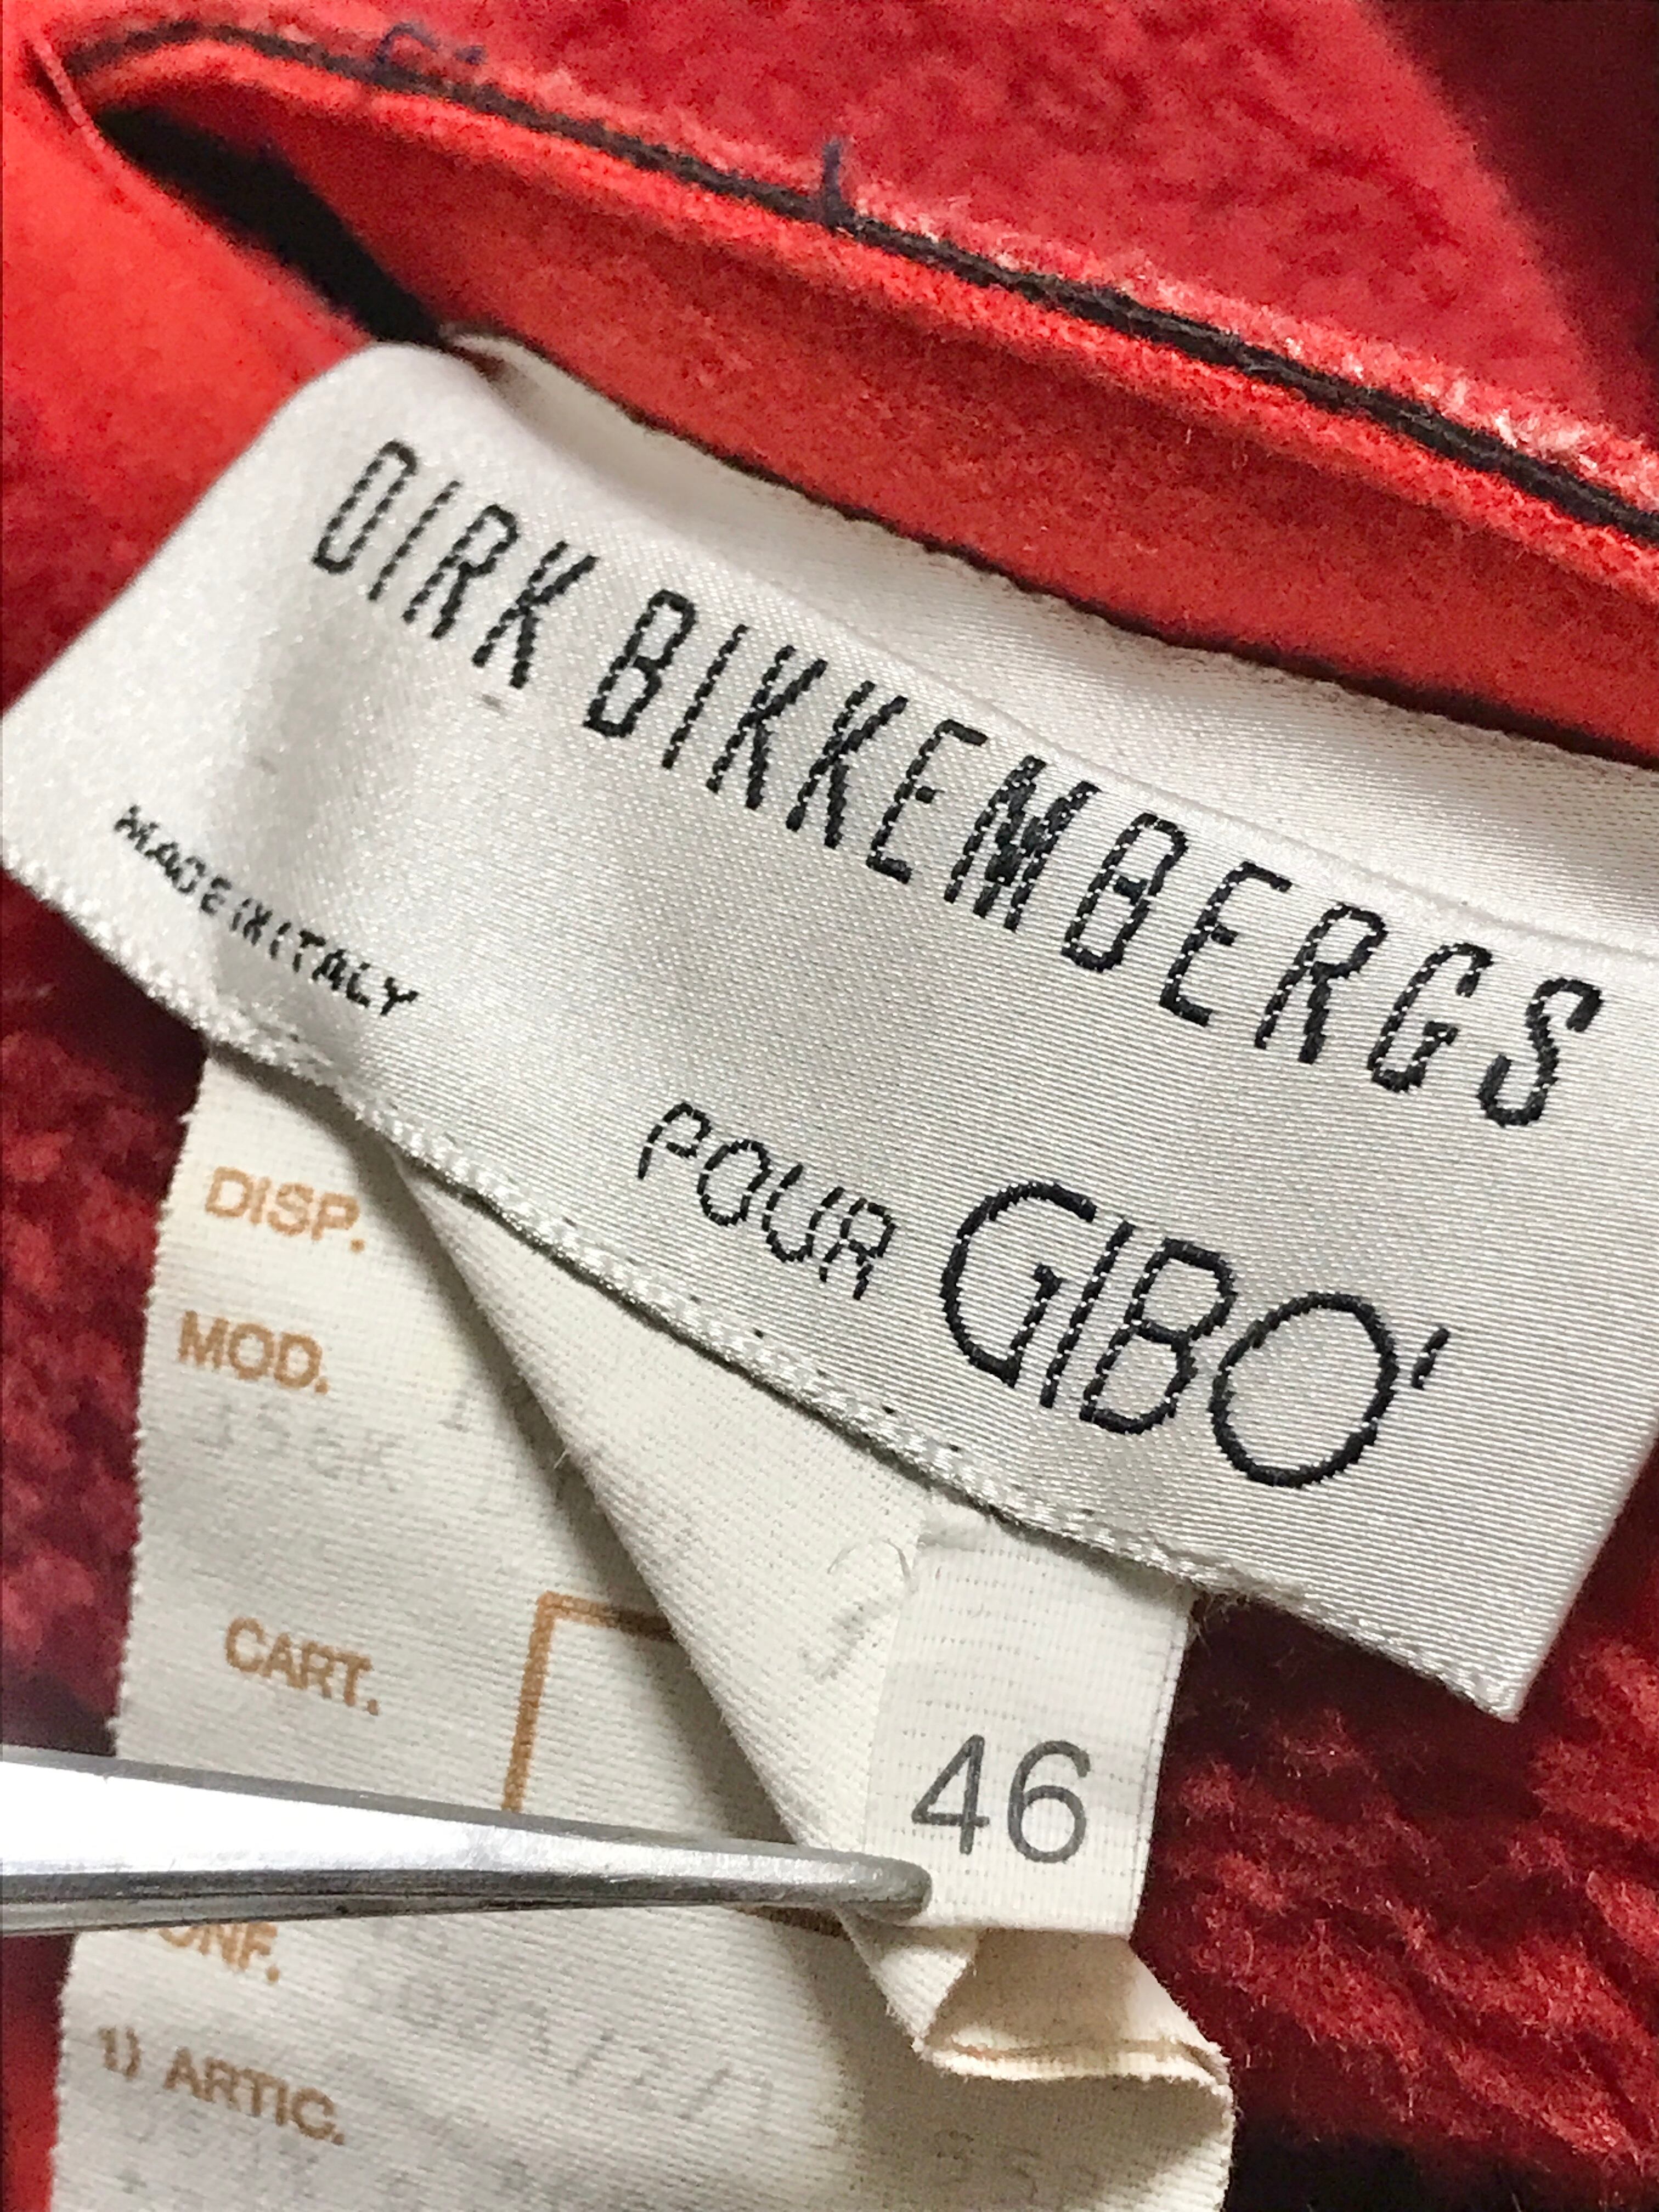 DIRK BIKKEMBERGS
MADE IN ITALY
POUR GIBO'
DISP.
MOD.
CART.
46
1) ARTIC.